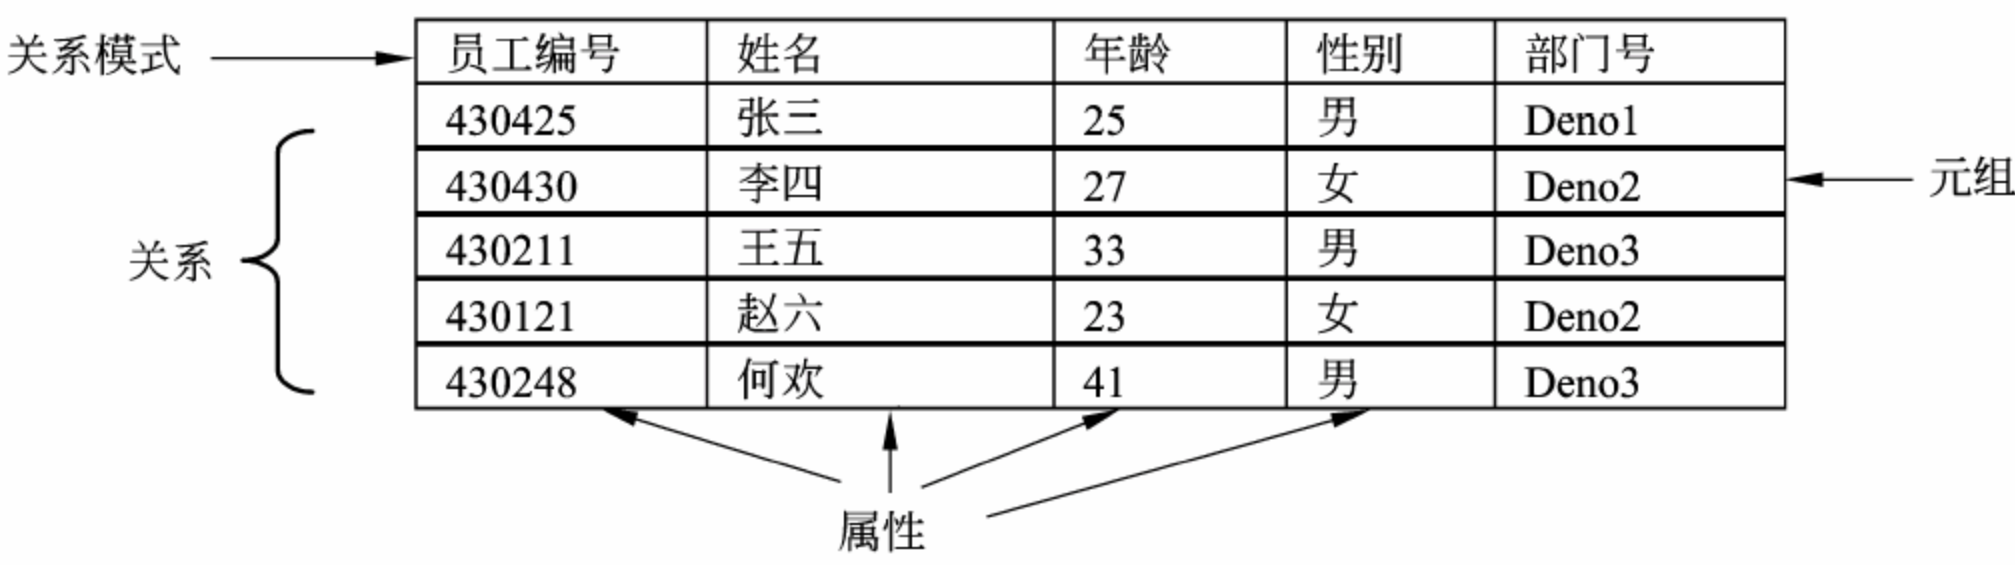 关系模式 员工编号 姓名 年龄 性别 部门号
430425 张三 25 男 Deno1
430430 李四 27 女 Deno2 元组
关系 430211 王五 33 男 Deno3
430121 赵六 23 女 Deno2
430248 何欢 41 男 Deno3
属性